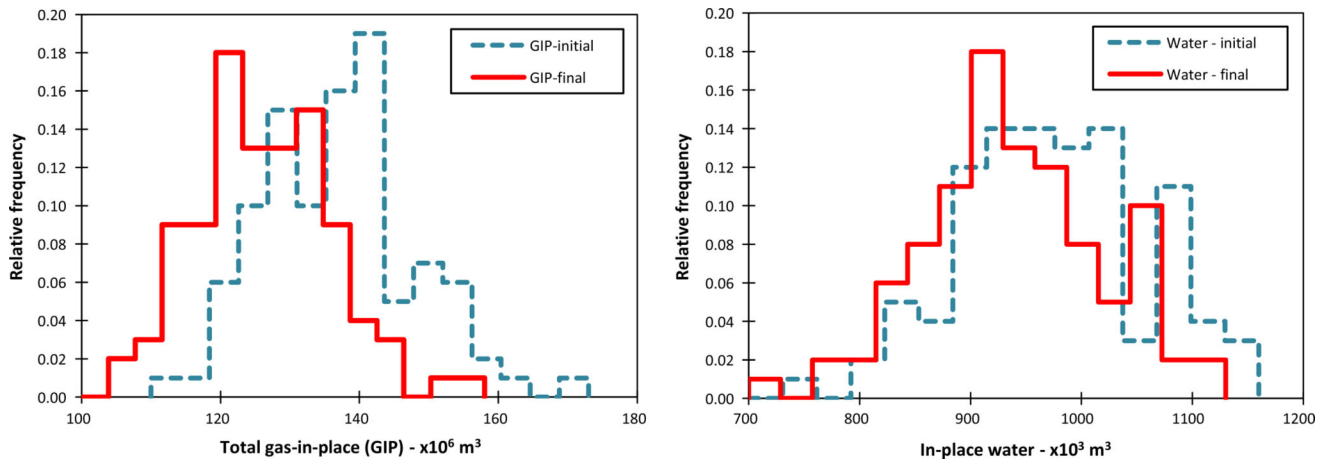 0.20
0.18
0.16
0.14
0.12
0.10
0.08
0.06
0.04
0.02
0.00
Relative frequency
GIP-initial
GIP-final
100 120 140 160 180
Total gas-in-place (GIP) - x10⁶ m³
0.20
0.18
0.16
0.14
0.12
0.10
0.08
0.06
0.04
0.02
0.00
Relative frequency
Water - initial
Water - final
700 800 900 1000 1100 1200
In-place water - x10³ m³